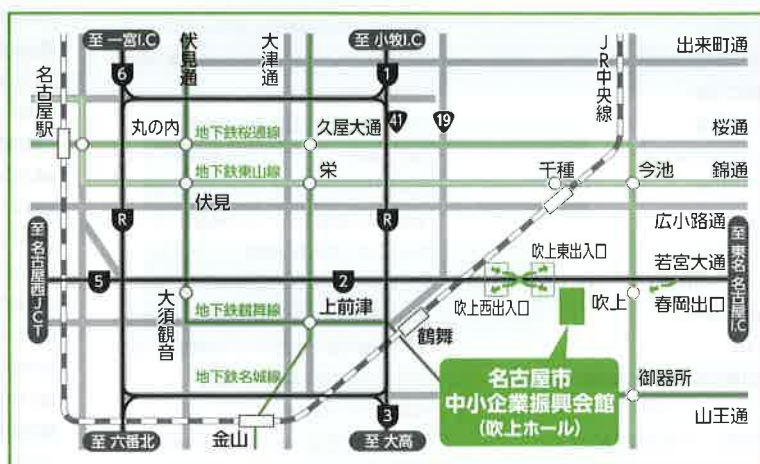 至 一宮I.C
伏見通
大津通
至 小牧I.C
JR中央線
出来町通
名古屋駅
6
1
丸の内
地下鉄桜通線
久屋大通
41
19
桜通
地下鉄東山線
栄
千種
今池
錦通
伏見
広小路通
至 名古屋西JCT
R
R
吹上東出入口
至 東名 名古屋I.C
若宮大通
5
2
大須観音
地下鉄鶴舞線
上前津
吹上西出入口
吹上
春岡出口
鶴舞
地下鉄名城線
名古屋市
中小企業振興会館
(吹上ホール)
御器所
3
山王通
至 六番北
金山
至 大高